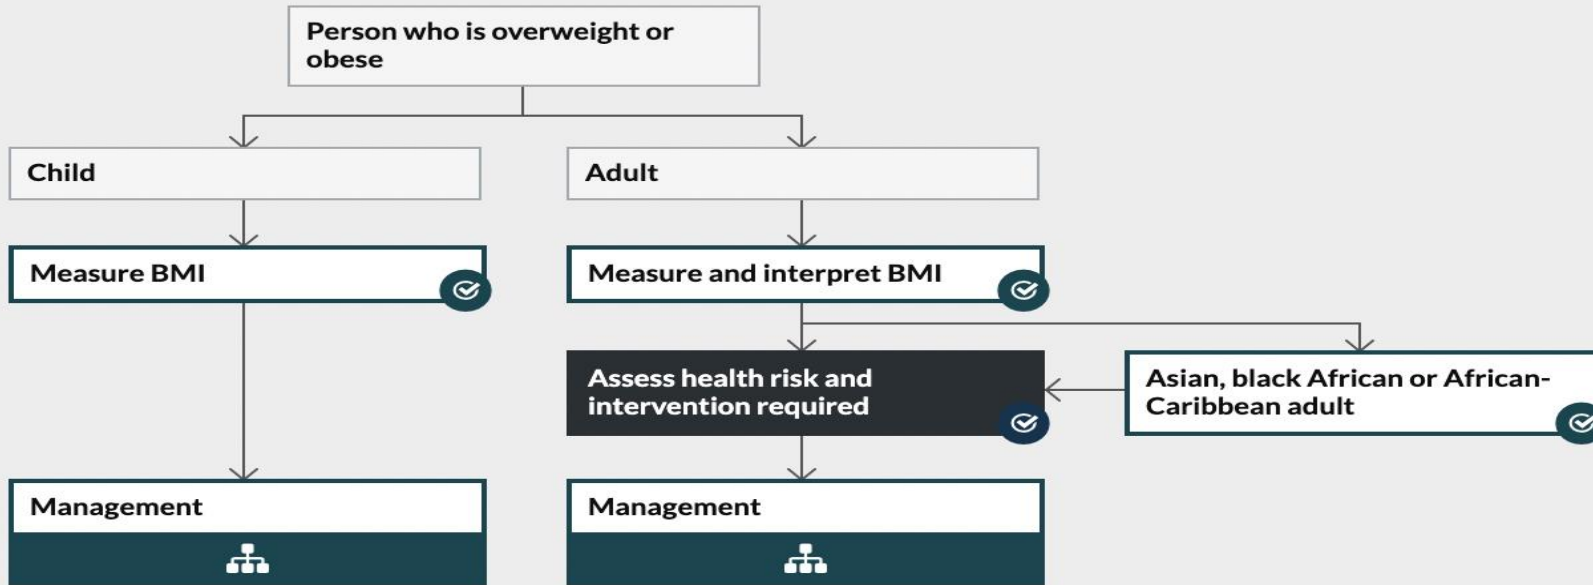 Person who is overweight or
obese
Child
Adult
Measure BMI
Measure and interpret BMI
Assess health risk and
intervention required
Asian, black African or African-
Caribbean adult
Management
Management